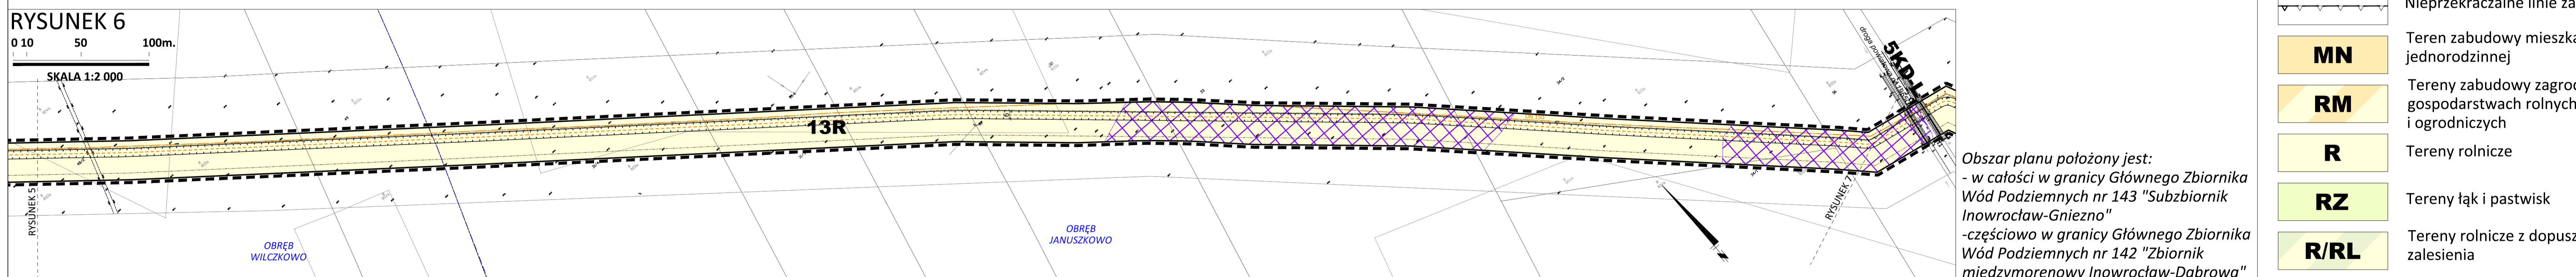 RYSUNEK 6
0 10 50 100m.
SKALA 1:2 000
RYSUNEK 5
OBRĘB
WILCZKOWO
13R
OBRĘB
JANUSZKOWO
5KD-L
droga powiatowa
RYSUNEK 7
Obszar planu położony jest:
- w całości w granicy Głównego Zbiornika
Wód Podziemnych nr 143 "Subzbiornik
Inowrocław-Gniezno"
-częściowo w granicy Głównego Zbiornika
Wód Podziemnych nr 142 "Zbiornik
międzymorenowy Inowrocław-Dąbrowa"
Nieprzekraczalne linie za
MN
Teren zabudowy mieszka
jednorodzinnej
RM
Tereny zabudowy zagrod
gospodarstwach rolnych
i ogrodniczych
R
Tereny rolnicze
RZ
Tereny łąk i pastwisk
R/RL
Tereny rolnicze z dopusz
zalesienia